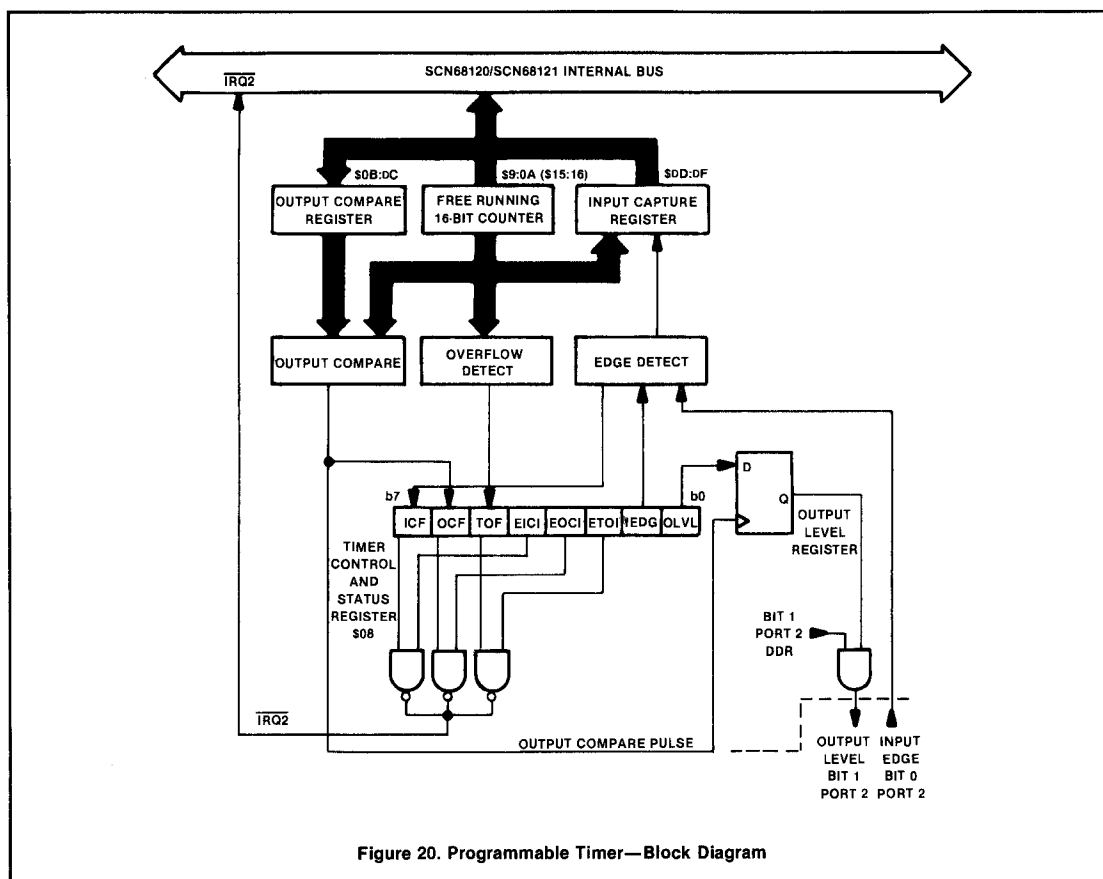 SCN68120/SCN68121 INTERNAL BUS
IRQ2
$0B:DC
$9:0A ($15:16)
$DD:DF
OUTPUT COMPARE
REGISTER
FREE RUNNING
16-BIT COUNTER
INPUT CAPTURE
REGISTER
OUTPUT COMPARE
OVERFLOW
DETECT
EDGE DETECT
b7
b0
ICF
OCF
TOF
EICI
EOCI
ETOI
IEDG
OLVL
D
Q
OUTPUT
LEVEL
REGISTER
TIMER
CONTROL
AND
STATUS
REGISTER
$08
BIT 1
PORT 2
DDR
IRQ2
OUTPUT COMPARE PULSE
OUTPUT
LEVEL
BIT 1
PORT 2
INPUT
EDGE
BIT 0
PORT 2
Figure 20. Programmable Timer—Block Diagram